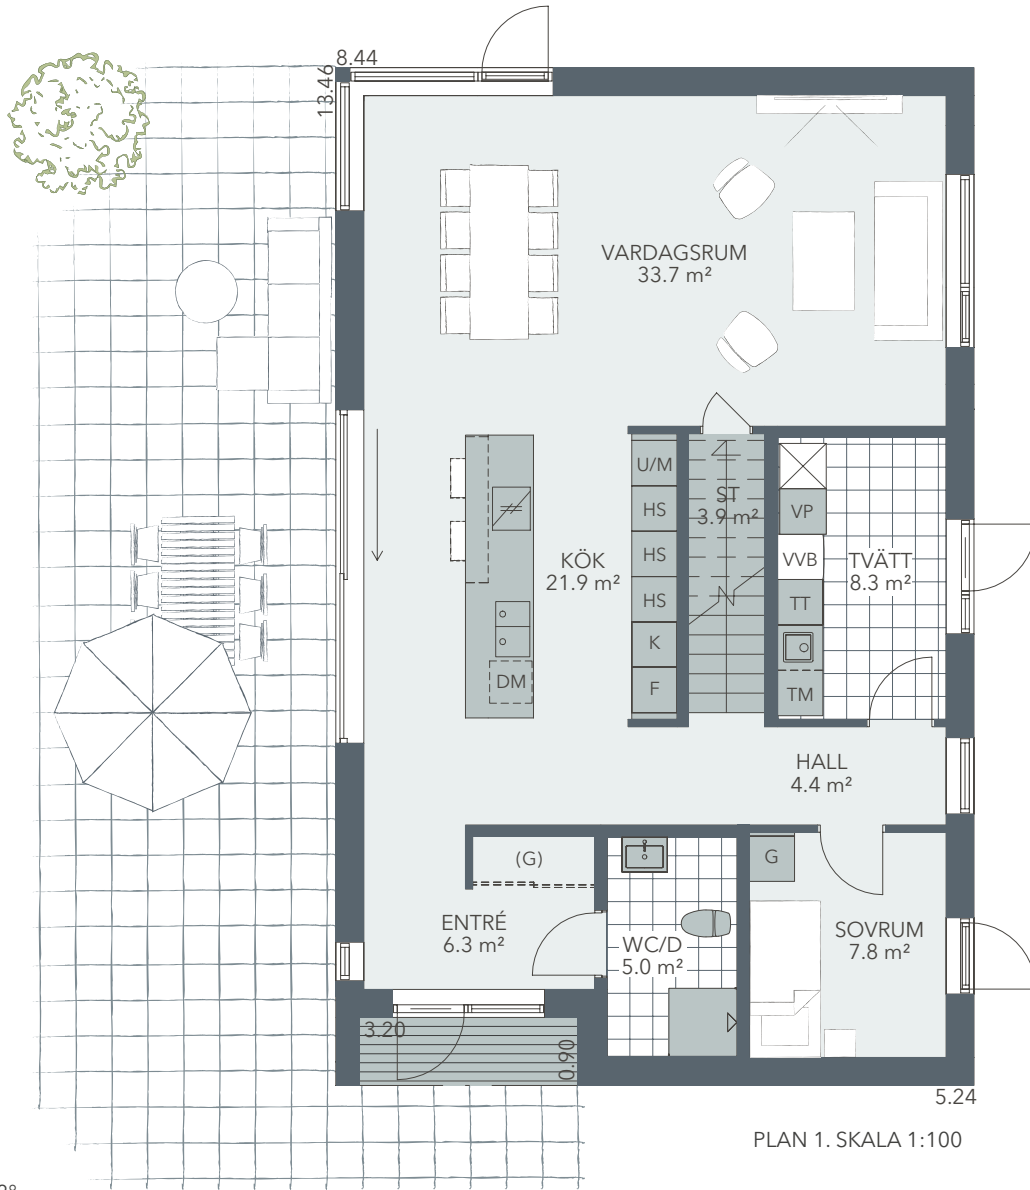 8.44
13.46
VARDAGSRUM
33.7 m²
U/M
HS
HS
HS
K
F
ST
3.9 m²
VP
VVB
TT
TM
TVÄTT
8.3 m²
KÖK
21.9 m²
DM
HALL
4.4 m²
(G)
G
ENTRÉ
6.3 m²
WC/D
5.0 m²
SOVRUM
7.8 m²
3.20
0.90
5.24
PLAN 1. SKALA 1:100